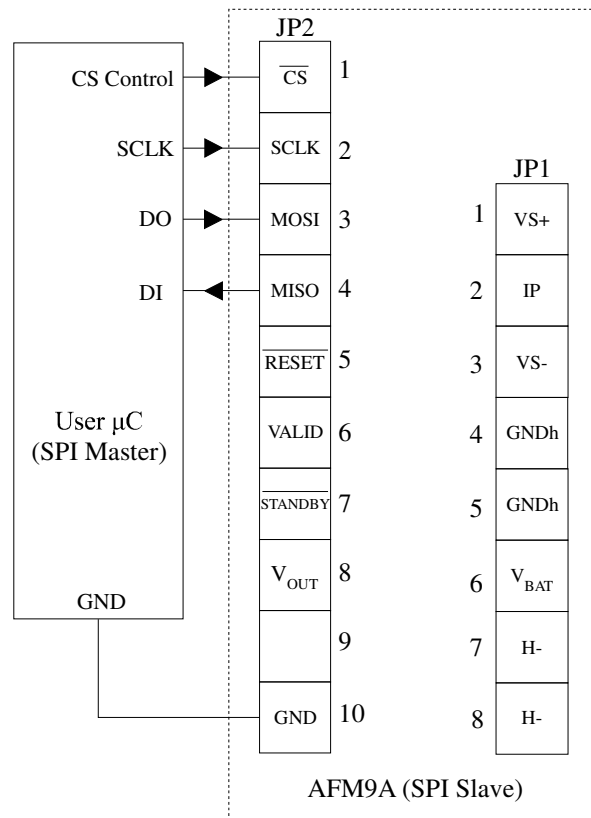 JP2
CS Control
CS
1
SCLK
SCLK
2
DO
MOSI
3
DI
MISO
4
RESET
5
User μC
(SPI Master)
VALID
6
STANDBY
7
VOUT
8
GND
9
GND
10
JP1
1
VS+
2
IP
3
VS-
4
GNDh
5
GNDh
6
VBAT
7
H-
8
H-
AFM9A (SPI Slave)